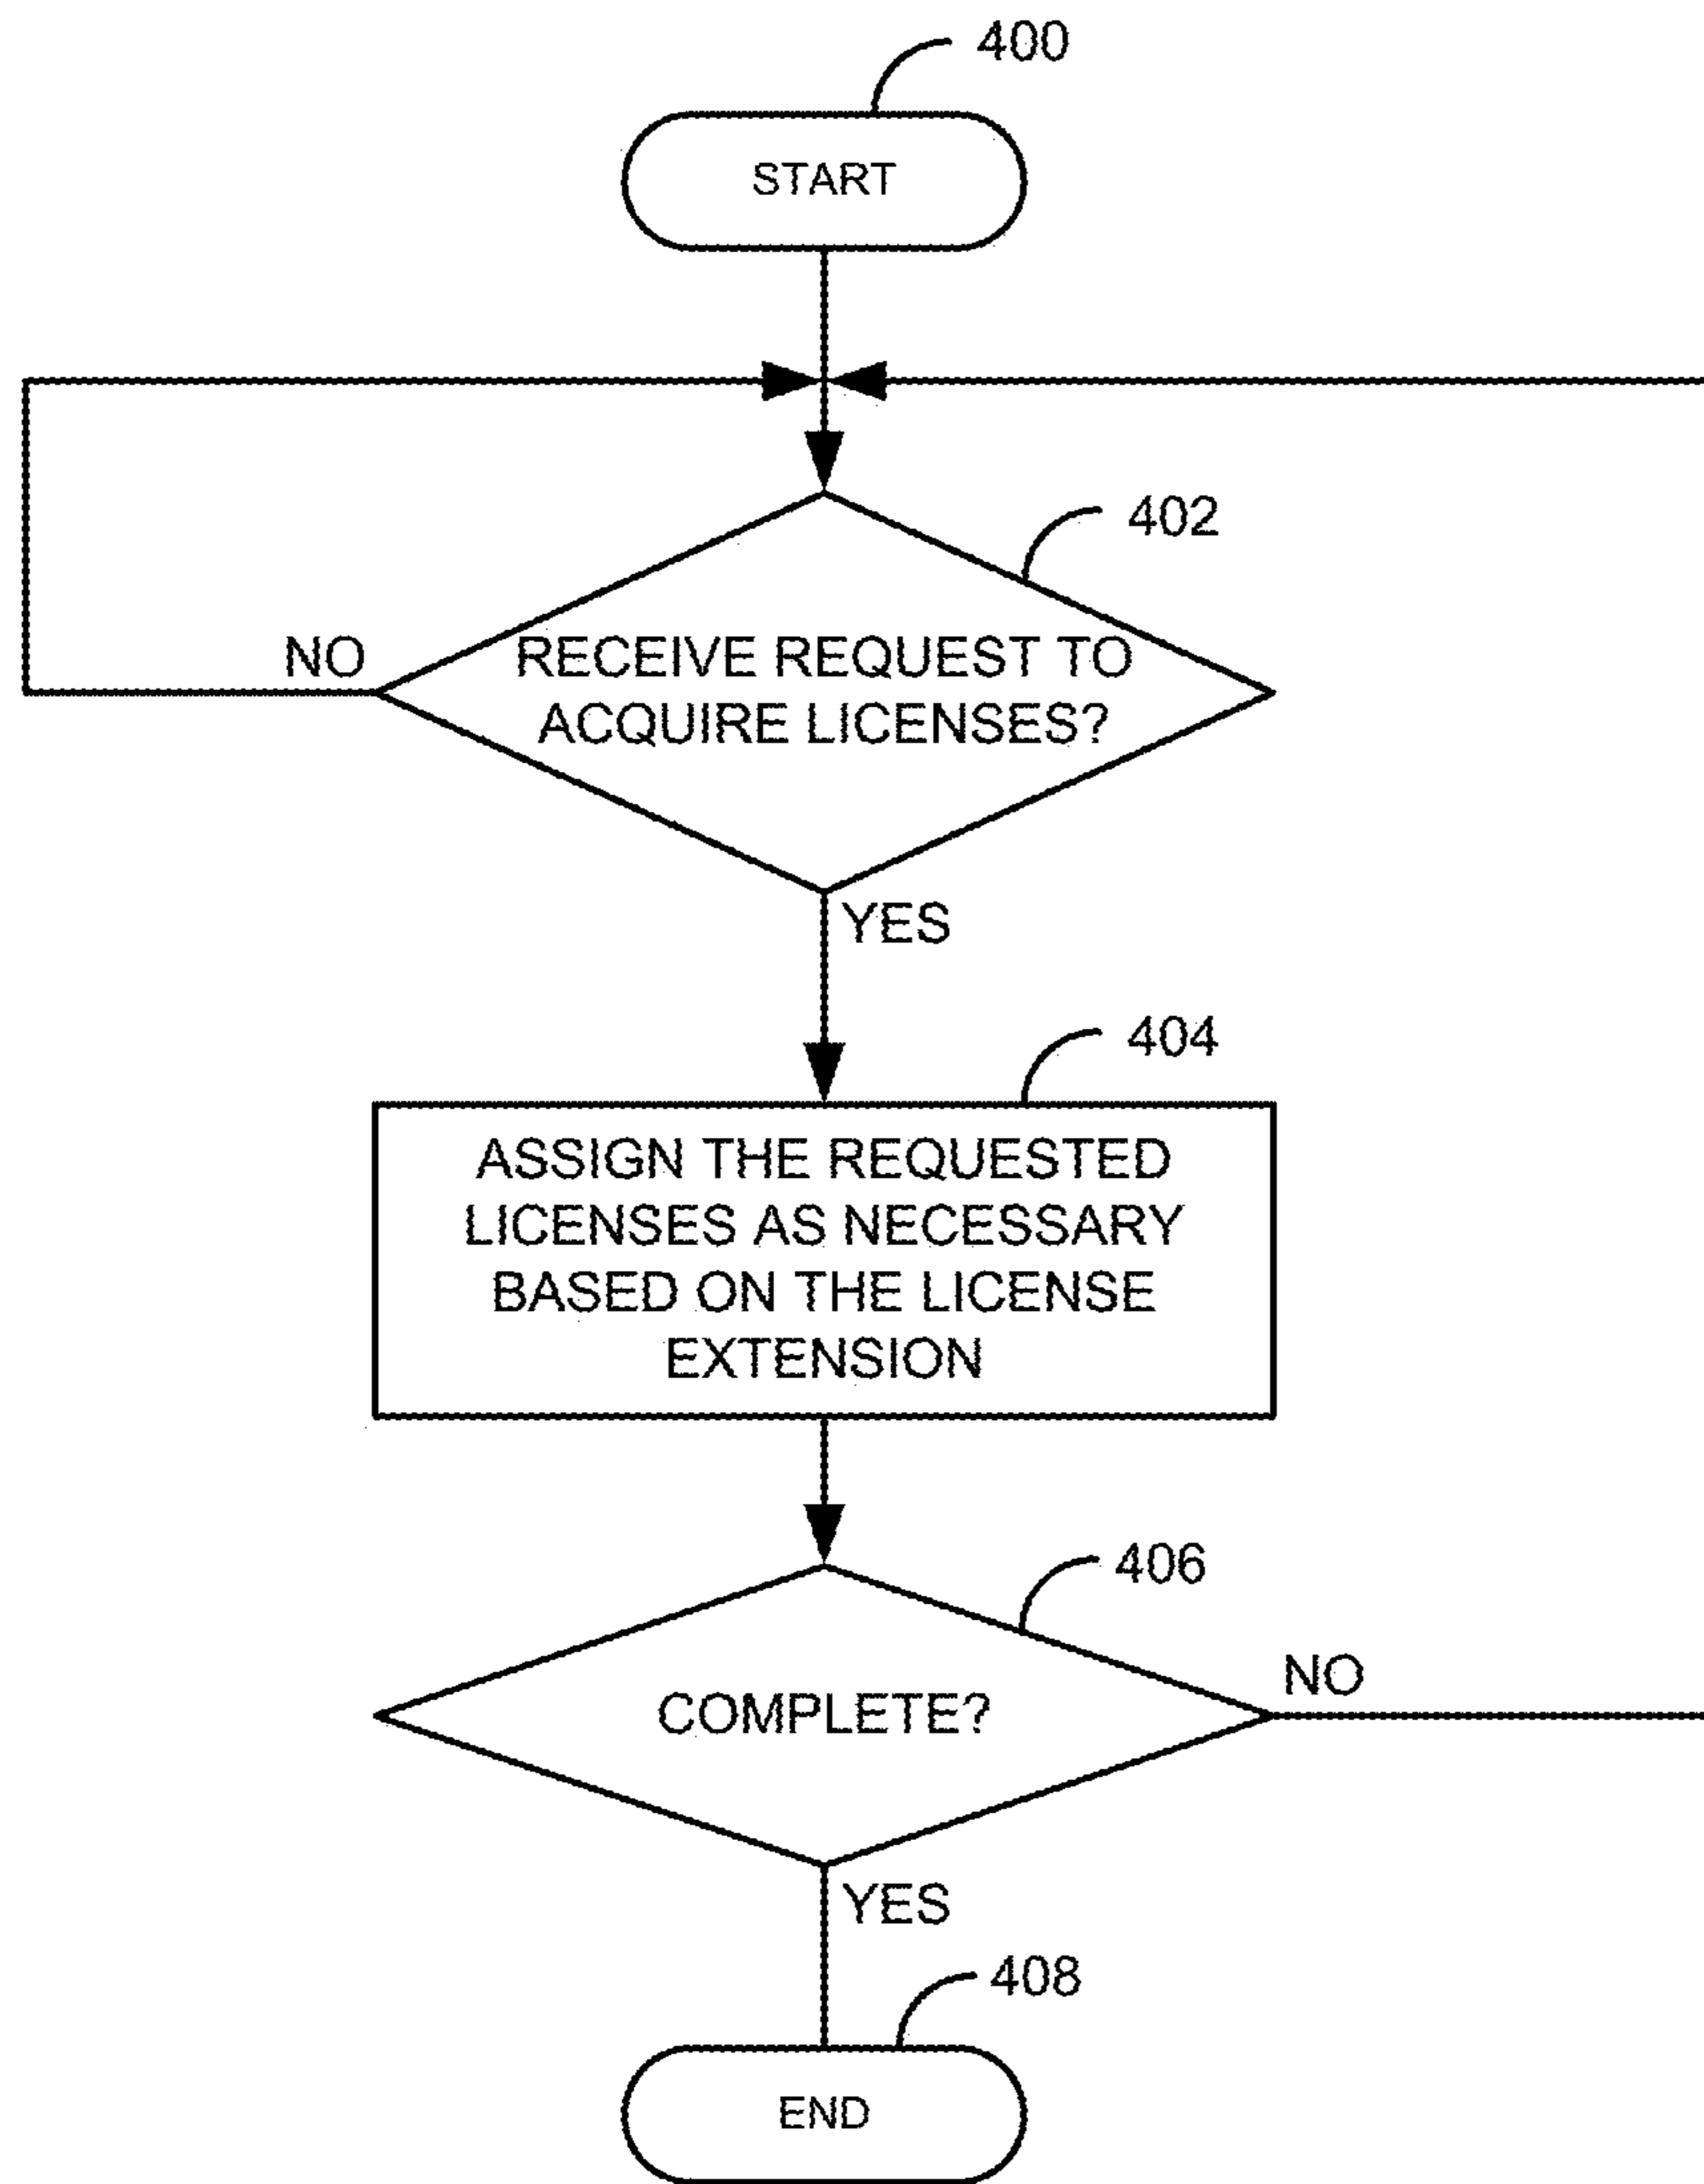 400
START
402
NO
RECEIVE REQUEST TO
ACQUIRE LICENSES?
YES
404
ASSIGN THE REQUESTED
LICENSES AS NECESSARY
BASED ON THE LICENSE
EXTENSION
406
NO
COMPLETE?
YES
408
END